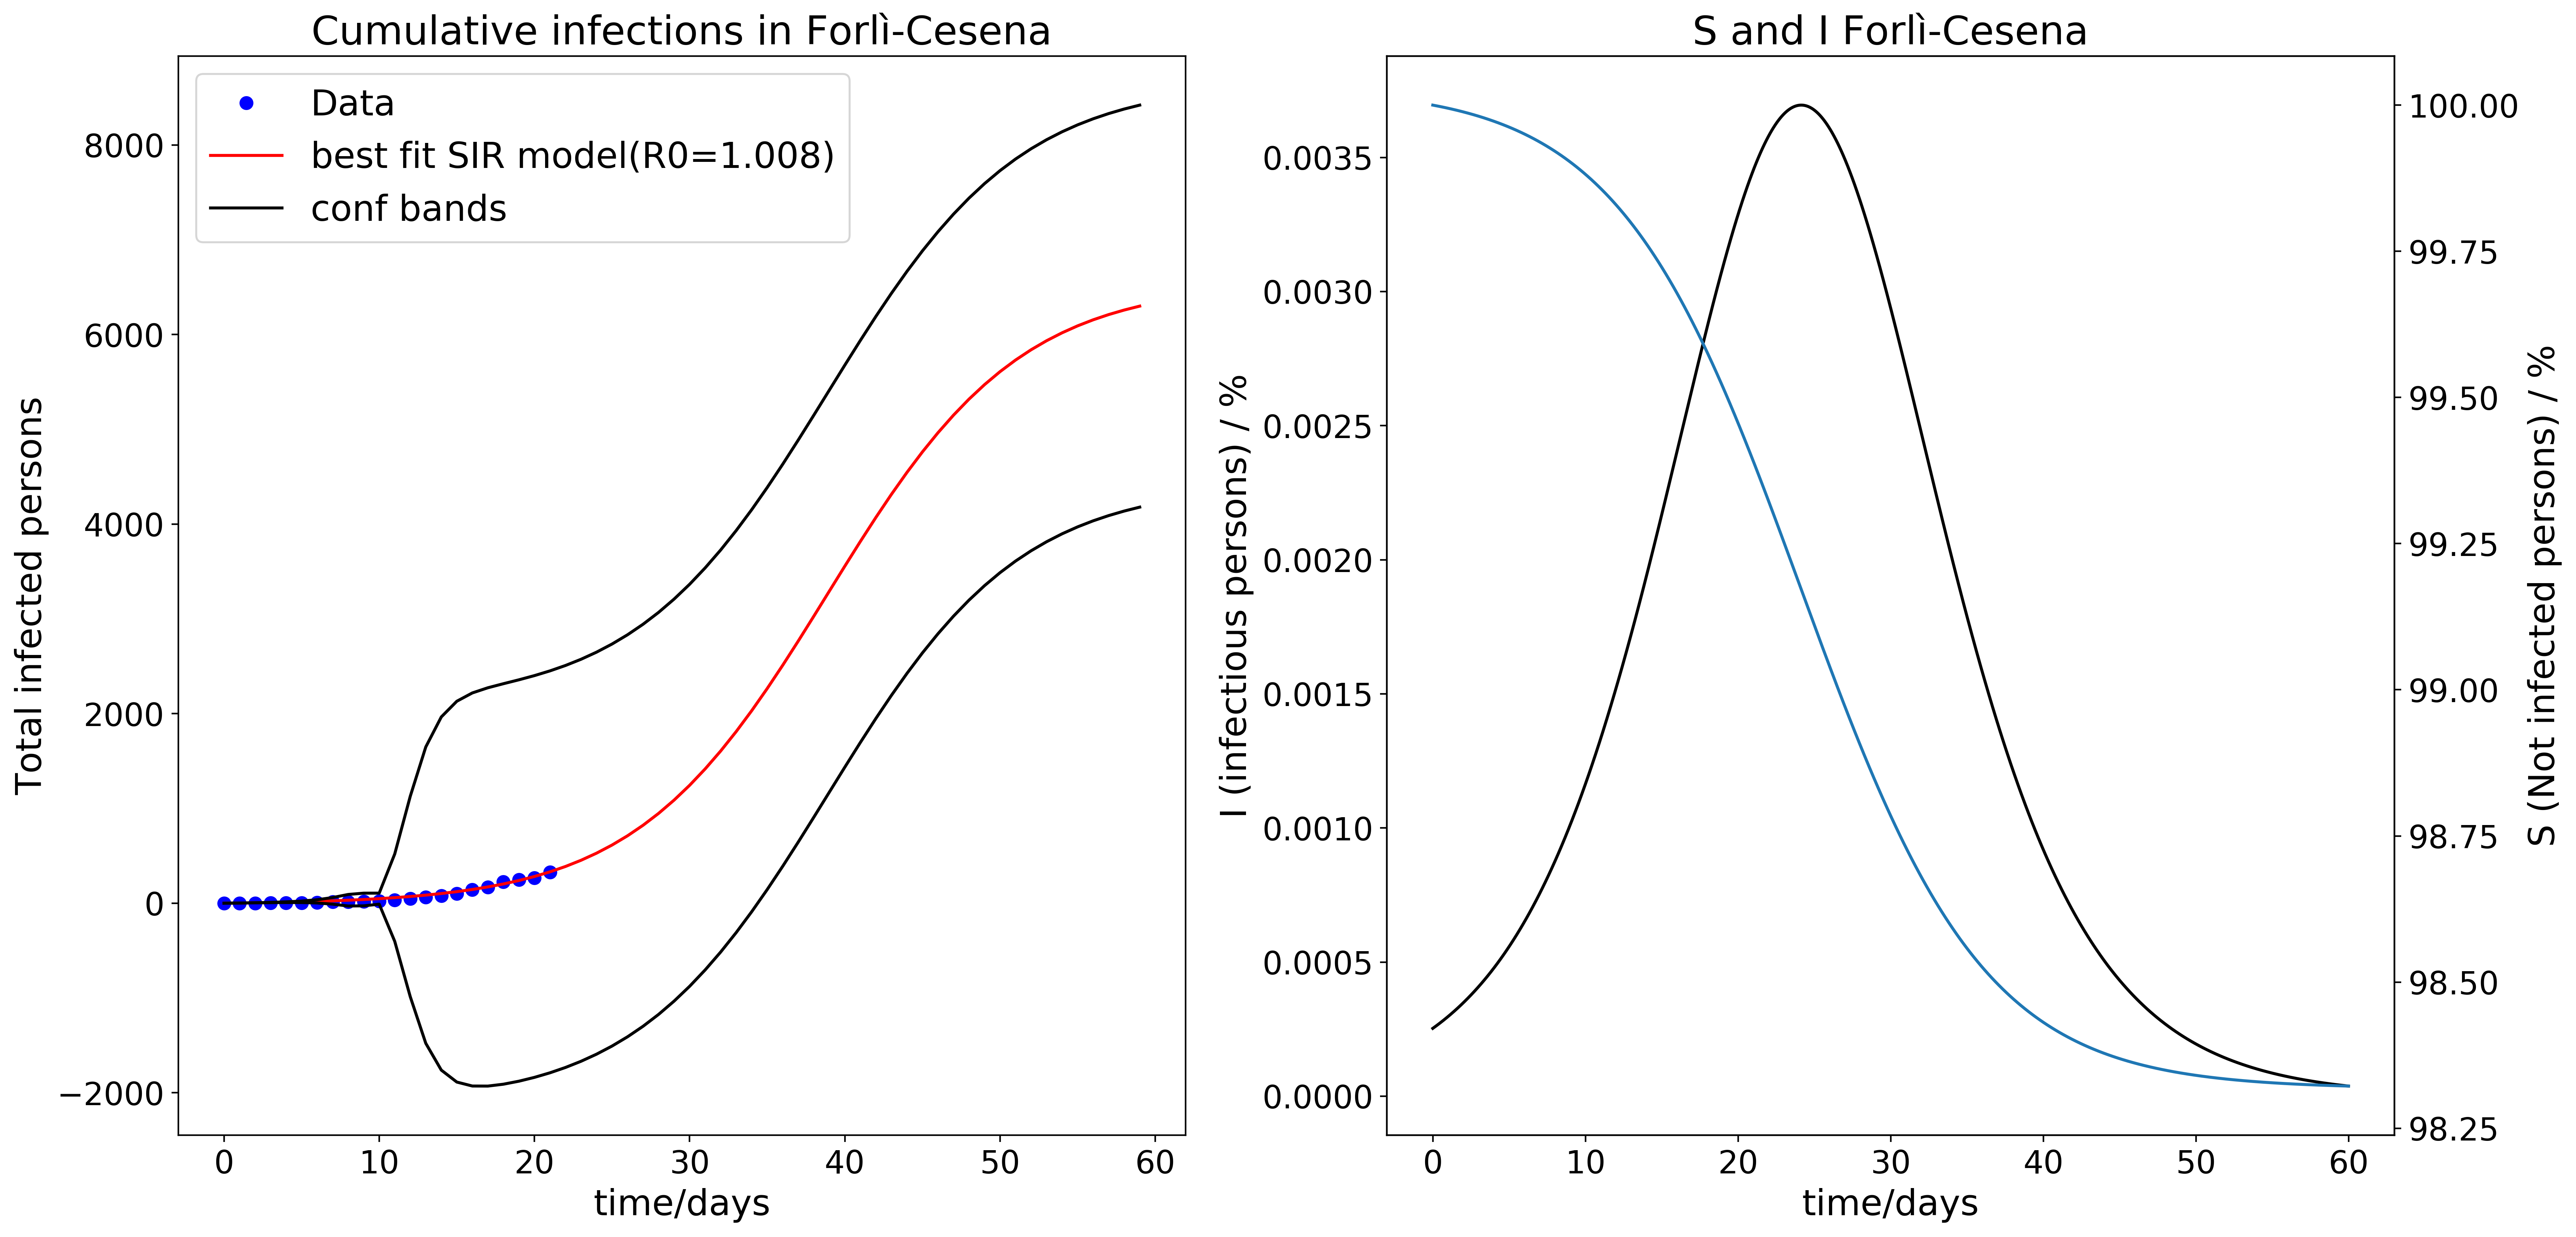 Cumulative infections in Forlì-Cesena
Data
best fit SIR model(R0=1.008)
conf bands
Total infected persons
8000
6000
4000
2000
0
−2000
0 10 20 30 40 50 60
time/days
S and I Forlì-Cesena
I (infectious persons) / %
0.0035
0.0030
0.0025
0.0020
0.0015
0.0010
0.0005
0.0000
100.00
99.75
99.50
99.25
99.00
98.75
98.50
98.25
S (Not infected persons) / %
0 10 20 30 40 50 60
time/days